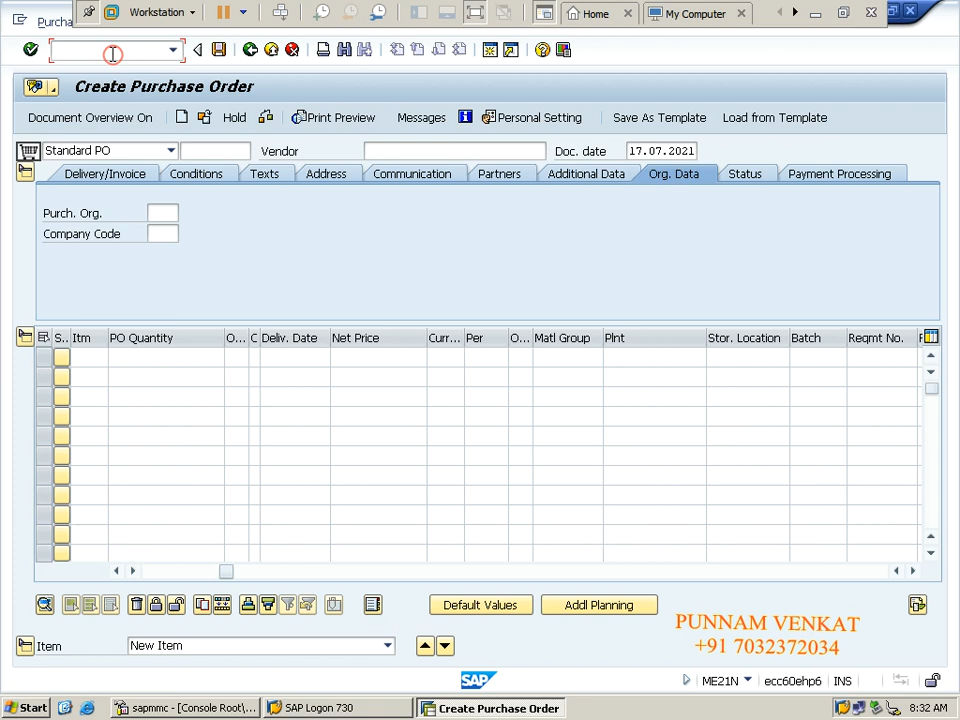 Purcha
Workstation
Home
My Computer
Create Purchase Order
Document Overview On
Hold
Print Preview
Messages
Personal Setting
Save As Template
Load from Template
Standard PO
Vendor
Doc. date
17.07.2021
Delivery/Invoice
Conditions
Texts
Address
Communication
Partners
Additional Data
Org. Data
Status
Payment Processing
Purch. Org.
Company Code
S.. Itm PO Quantity O... C Deliv. Date Net Price Curr... Per O... Matl Group Plnt Stor. Location Batch Reqmt No.
Default Values
Addl Planning
PUNNAM VENKAT
+91 7032372034
Item
New Item
SAP
ME21N
ecc60ehp6
INS
Start
sapmmc - [Console Root\...
SAP Logon 730
Create Purchase Order
8:32 AM